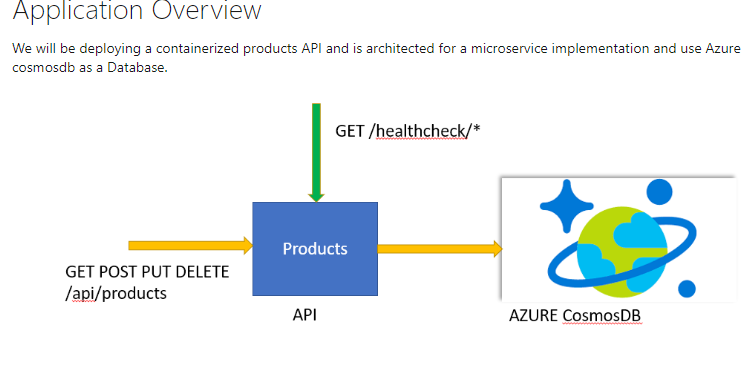 Application Overview
We will be deploying a containerized products API and is architected for a microservice implementation and use Azure
cosmosdb as a Database.
GET /healthcheck/*
Products
GET POST PUT DELETE
/api/products
API
AZURE CosmosDB